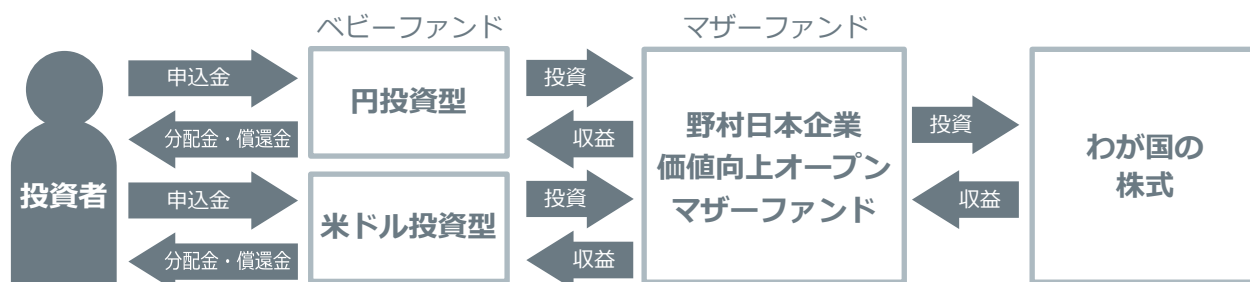 ベビーファンド
マザーファンド
投資者
申込金
分配金・償還金
申込金
分配金・償還金
円投資型
米ドル投資型
投資
収益
投資
収益
野村日本企業
価値向上オープン
マザーファンド
投資
収益
わが国の
株式